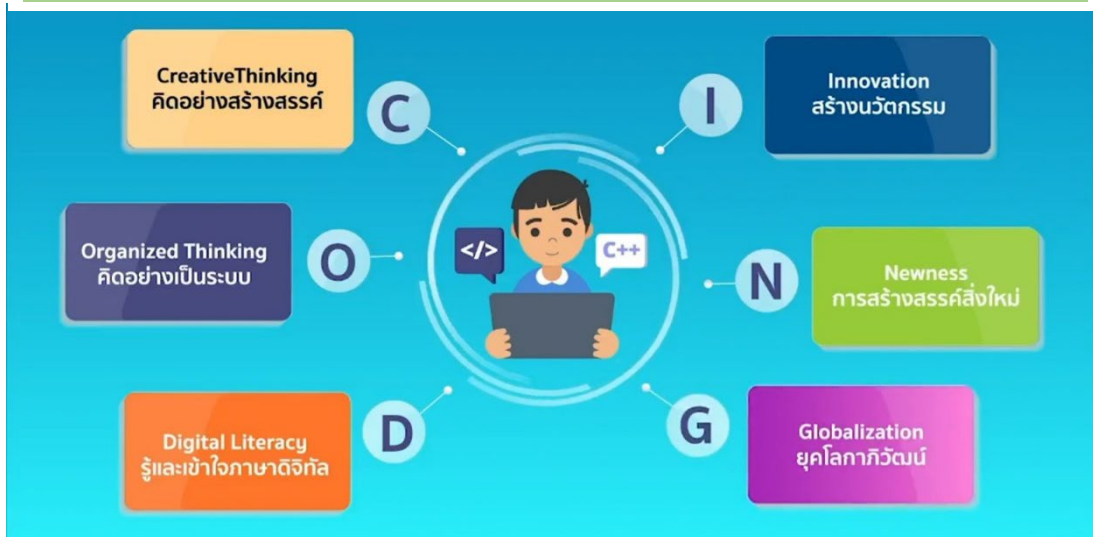 CreativeThinking
คิดอย่างสร้างสรรค์
C
Organized Thinking
คิดอย่างเป็นระบบ
O
Digital Literacy
รู้และเข้าใจภาษาดิจิทัล
D
</>
C++
I
Innovation
สร้างนวัตกรรม
N
Newness
การสร้างสรรค์สิ่งใหม่
G
Globalization
ยุคโลกาภิวัฒน์